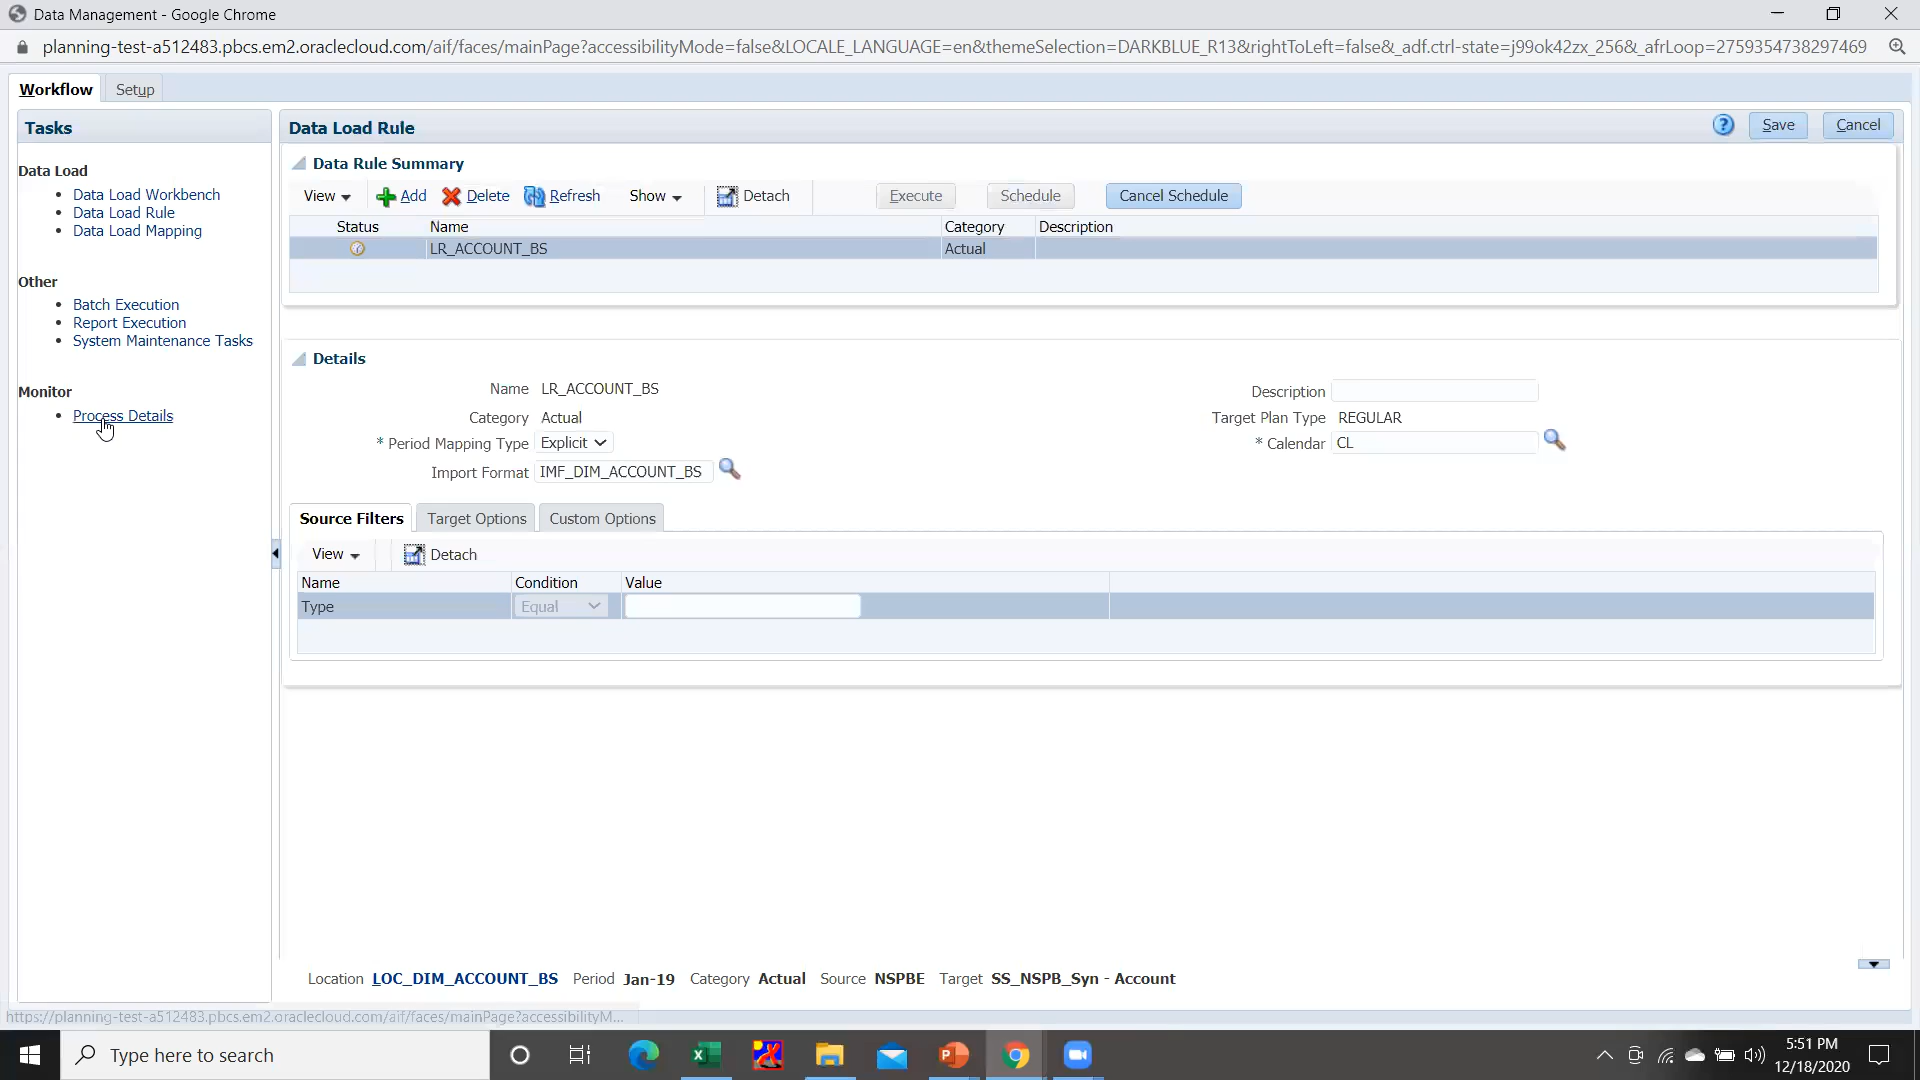 Data Management - Google Chrome
planning-test-a512483.pbcs.em2.oraclecloud.com/aif/faces/mainPage?accessibilityMode=false&LOCALE_LANGUAGE=en&themeSelection=DARKBLUE_R13&rightToLeft=false&_adf.ctrl-state=j99ok42zx_256&_afrLoop=2759354738297469
Workflow Setup
Tasks
Data Load
Data Load Workbench
Data Load Rule
Data Load Mapping
Other
Batch Execution
Report Execution
System Maintenance Tasks
Monitor
Process Details
Data Load Rule ? Save Cancel
Data Rule Summary
View Add Delete Refresh Show Detach Execute Schedule Cancel Schedule
Status Name Category Description
LR_ACCOUNT_BS Actual
Details
Name LR_ACCOUNT_BS Description
Category Actual Target Plan Type REGULAR
* Period Mapping Type Explicit * Calendar CL
Import Format IMF_DIM_ACCOUNT_BS
Source Filters Target Options Custom Options
View Detach
Name Condition Value
Type Equal
Location LOC_DIM_ACCOUNT_BS Period Jan-19 Category Actual Source NSPBE Target SS_NSPB_Syn - Account
https://planning-test-a512483.pbcs.em2.oraclecloud.com/aif/faces/mainPage?accessibilityM...
Type here to search
5:51 PM
12/18/2020